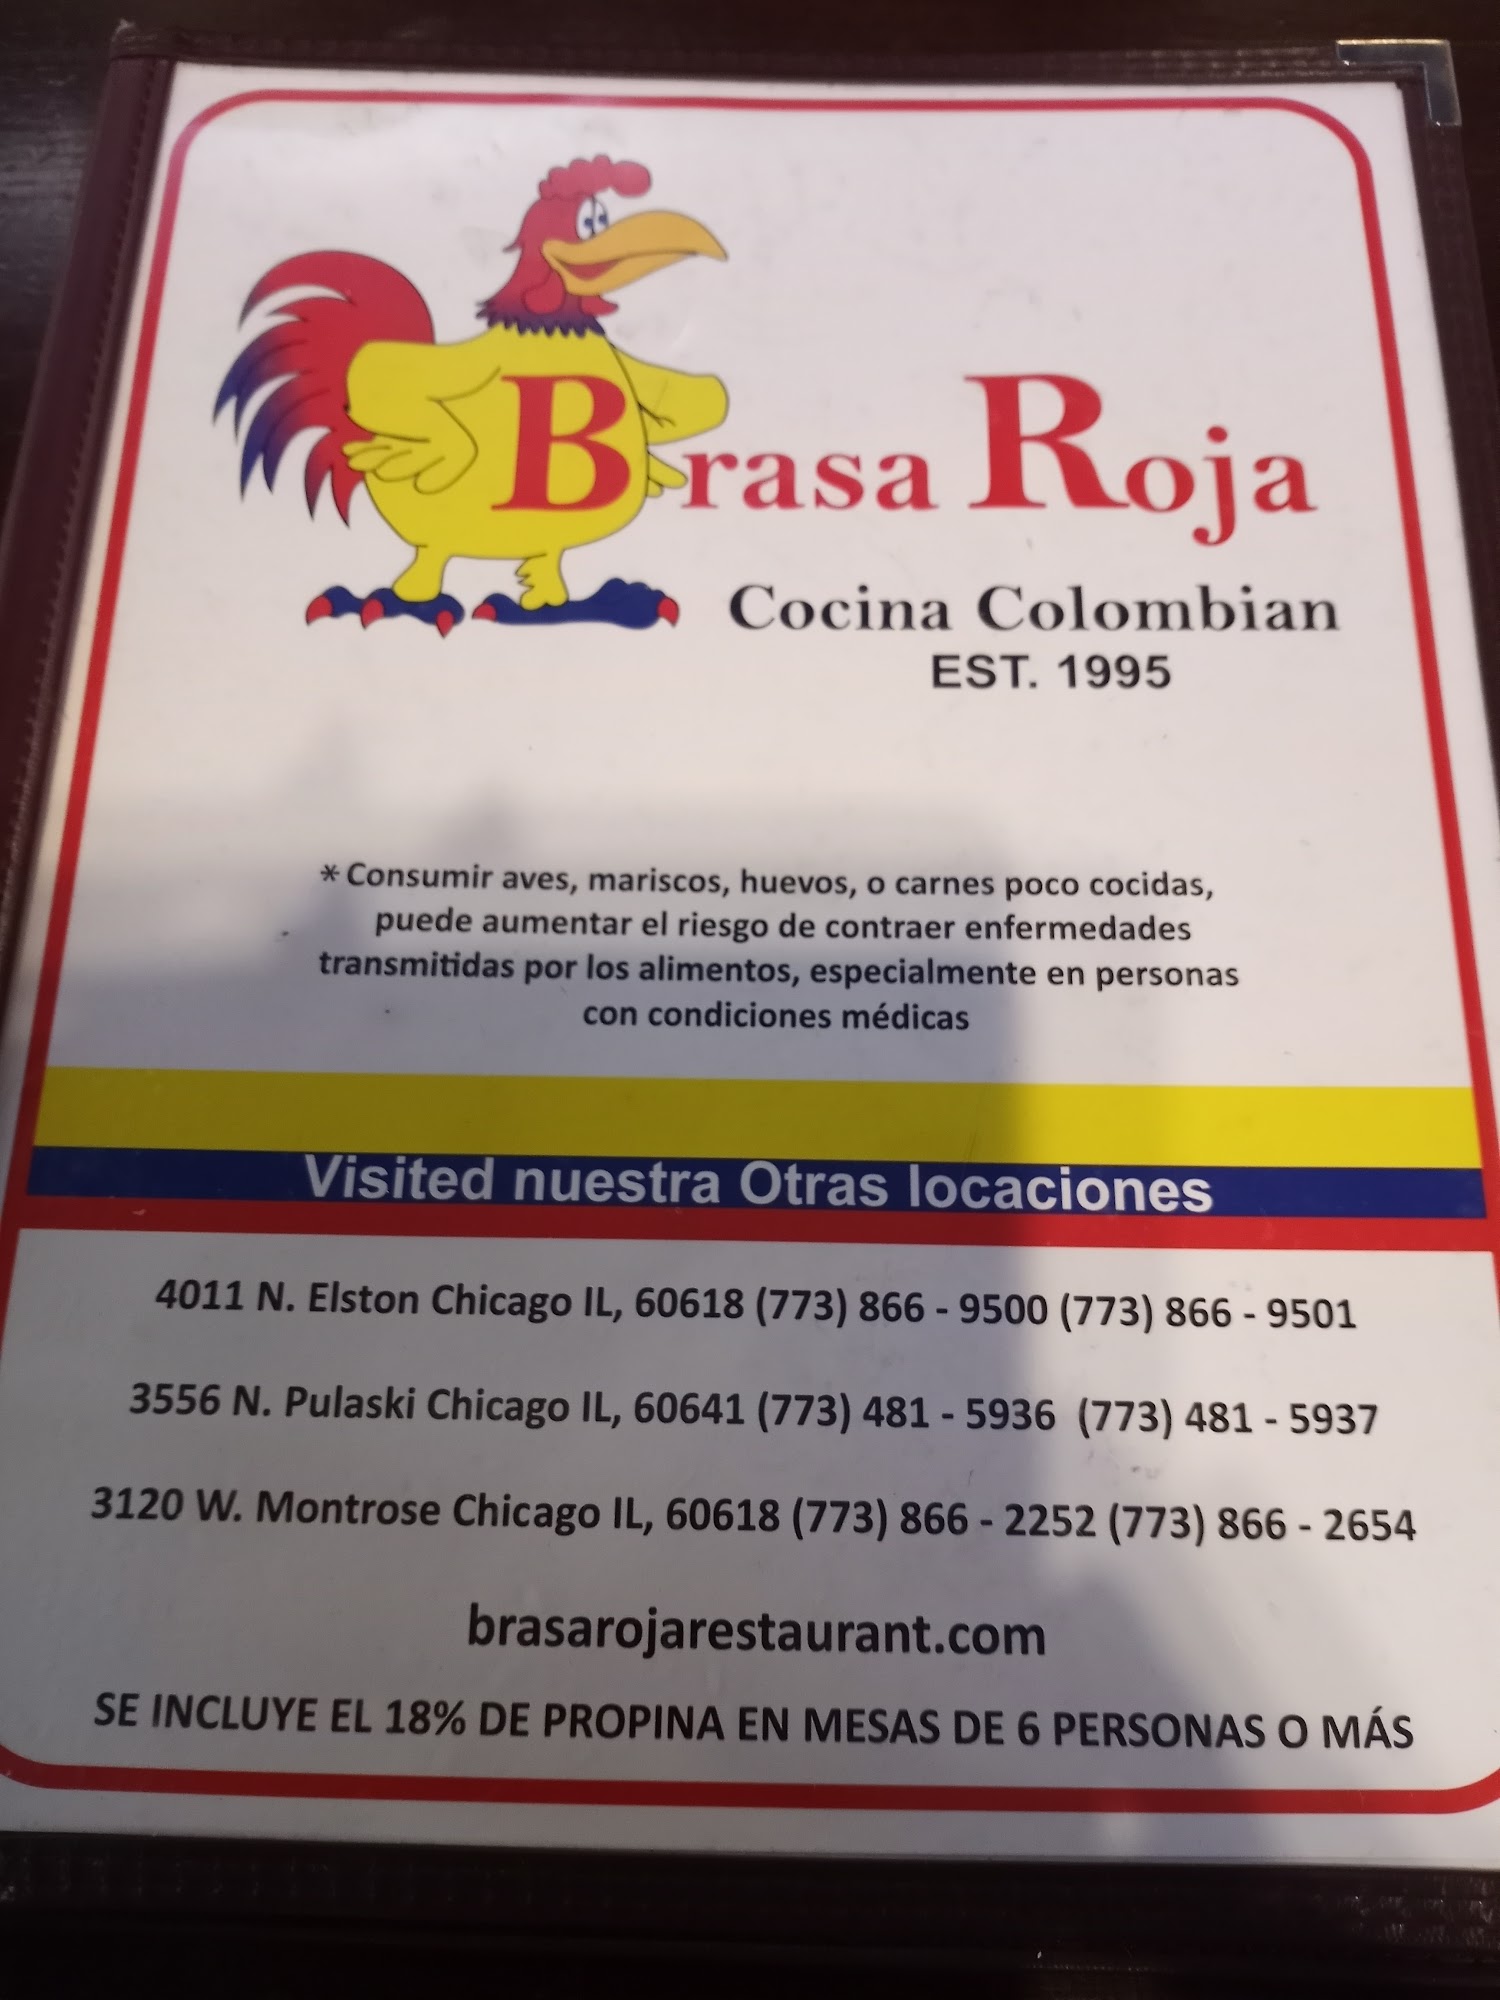 Brasa Roja
Cocina Colombian
EST. 1995
* Consumir aves, mariscos, huevos, o carnes poco cocidas,
puede aumentar el riesgo de contraer enfermedades
transmitidas por los alimentos, especialmente en personas
con condiciones médicas
Visited nuestra Otras locaciones
4011 N. Elston Chicago IL, 60618 (773) 866 - 9500 (773) 866 - 9501
3556 N. Pulaski Chicago IL, 60641 (773) 481 - 5936 (773) 481 - 5937
3120 W. Montrose Chicago IL, 60618 (773) 866 - 2252 (773) 866 - 2654
brasarojarestaurant.com
SE INCLUYE EL 18% DE PROPINA EN MESAS DE 6 PERSONAS O MÁS